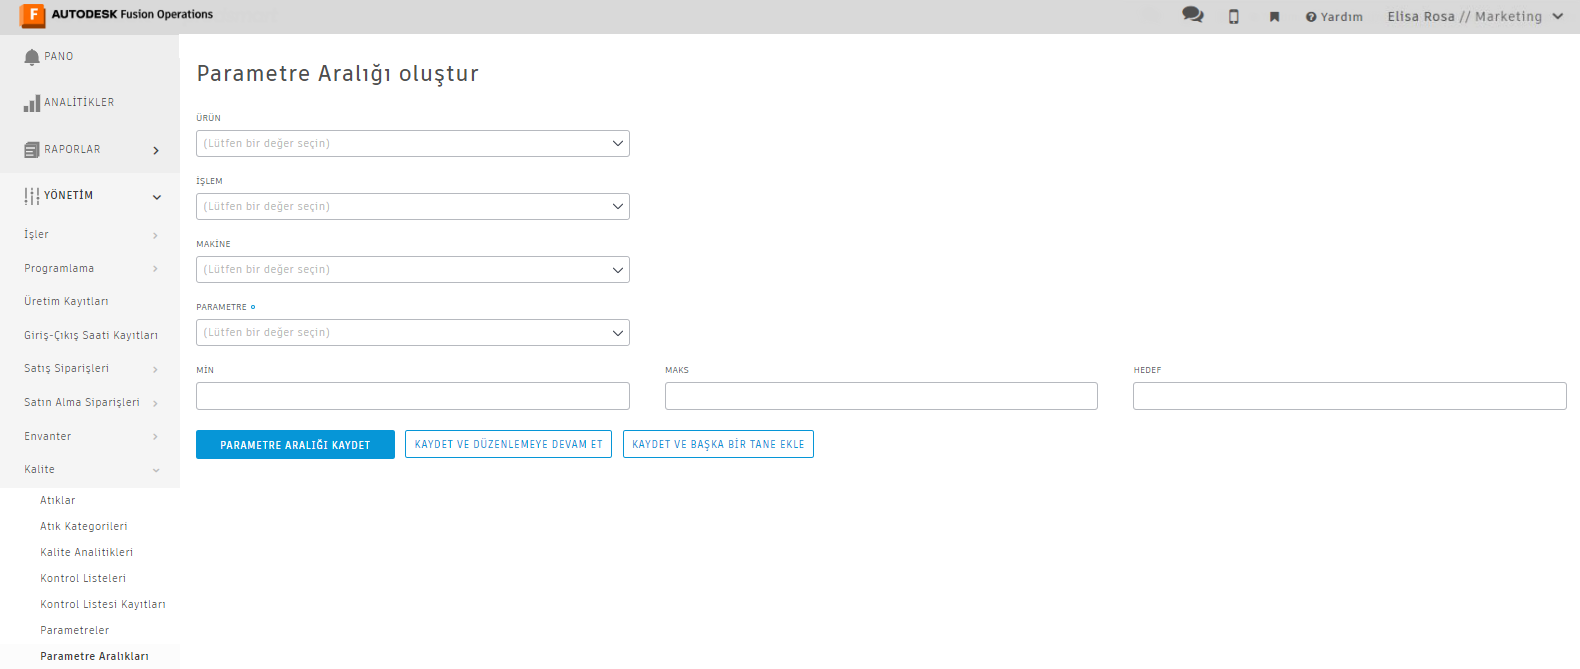 F AUTODESK Fusion Operations
Yardım
Elisa Rosa // Marketing
PANO
ANALİTİKLER
RAPORLAR
YÖNETİM
İşler
Programlama
Üretim Kayıtları
Giriş-Çıkış Saati Kayıtları
Satış Siparişleri
Satın Alma Siparişleri
Envanter
Kalite
Atıklar
Atık Kategorileri
Kalite Analitikleri
Kontrol Listeleri
Kontrol Listesi Kayıtları
Parametreler
Parametre Aralıkları
Parametre Aralığı oluştur
ÜRÜN
(Lütfen bir değer seçin)
İŞLEM
(Lütfen bir değer seçin)
MAKİNE
(Lütfen bir değer seçin)
PARAMETRE
(Lütfen bir değer seçin)
MİN MAKS HEDEF
PARAMETRE ARALIĞI KAYDET KAYDET VE DÜZENLEMEYE DEVAM ET KAYDET VE BAŞKA BİR TANE EKLE